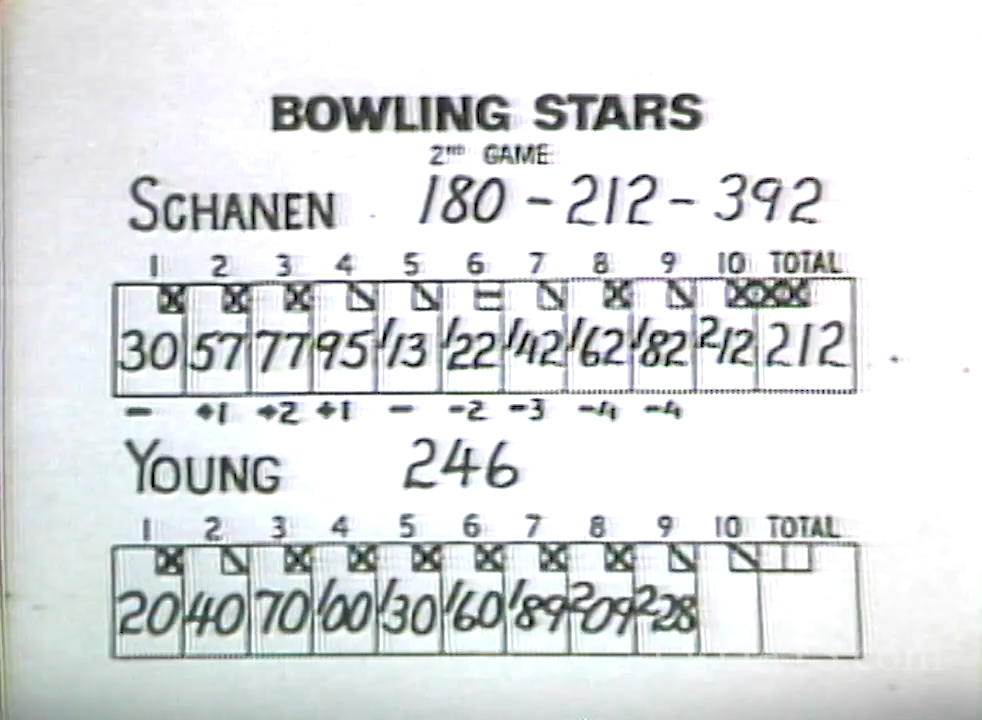 BOWLING STARS
2ND GAME
SCHANEN 180 - 212 - 392
1 2 3 4 5 6 7 8 9 10 TOTAL
30 57 77 95 113 122 142 162 182 212 212
- +1 +2 +1 - -2 -3 -4 -4
YOUNG 246
1 2 3 4 5 6 7 8 9 10 TOTAL
20 40 70 100 130 160 189 209 228